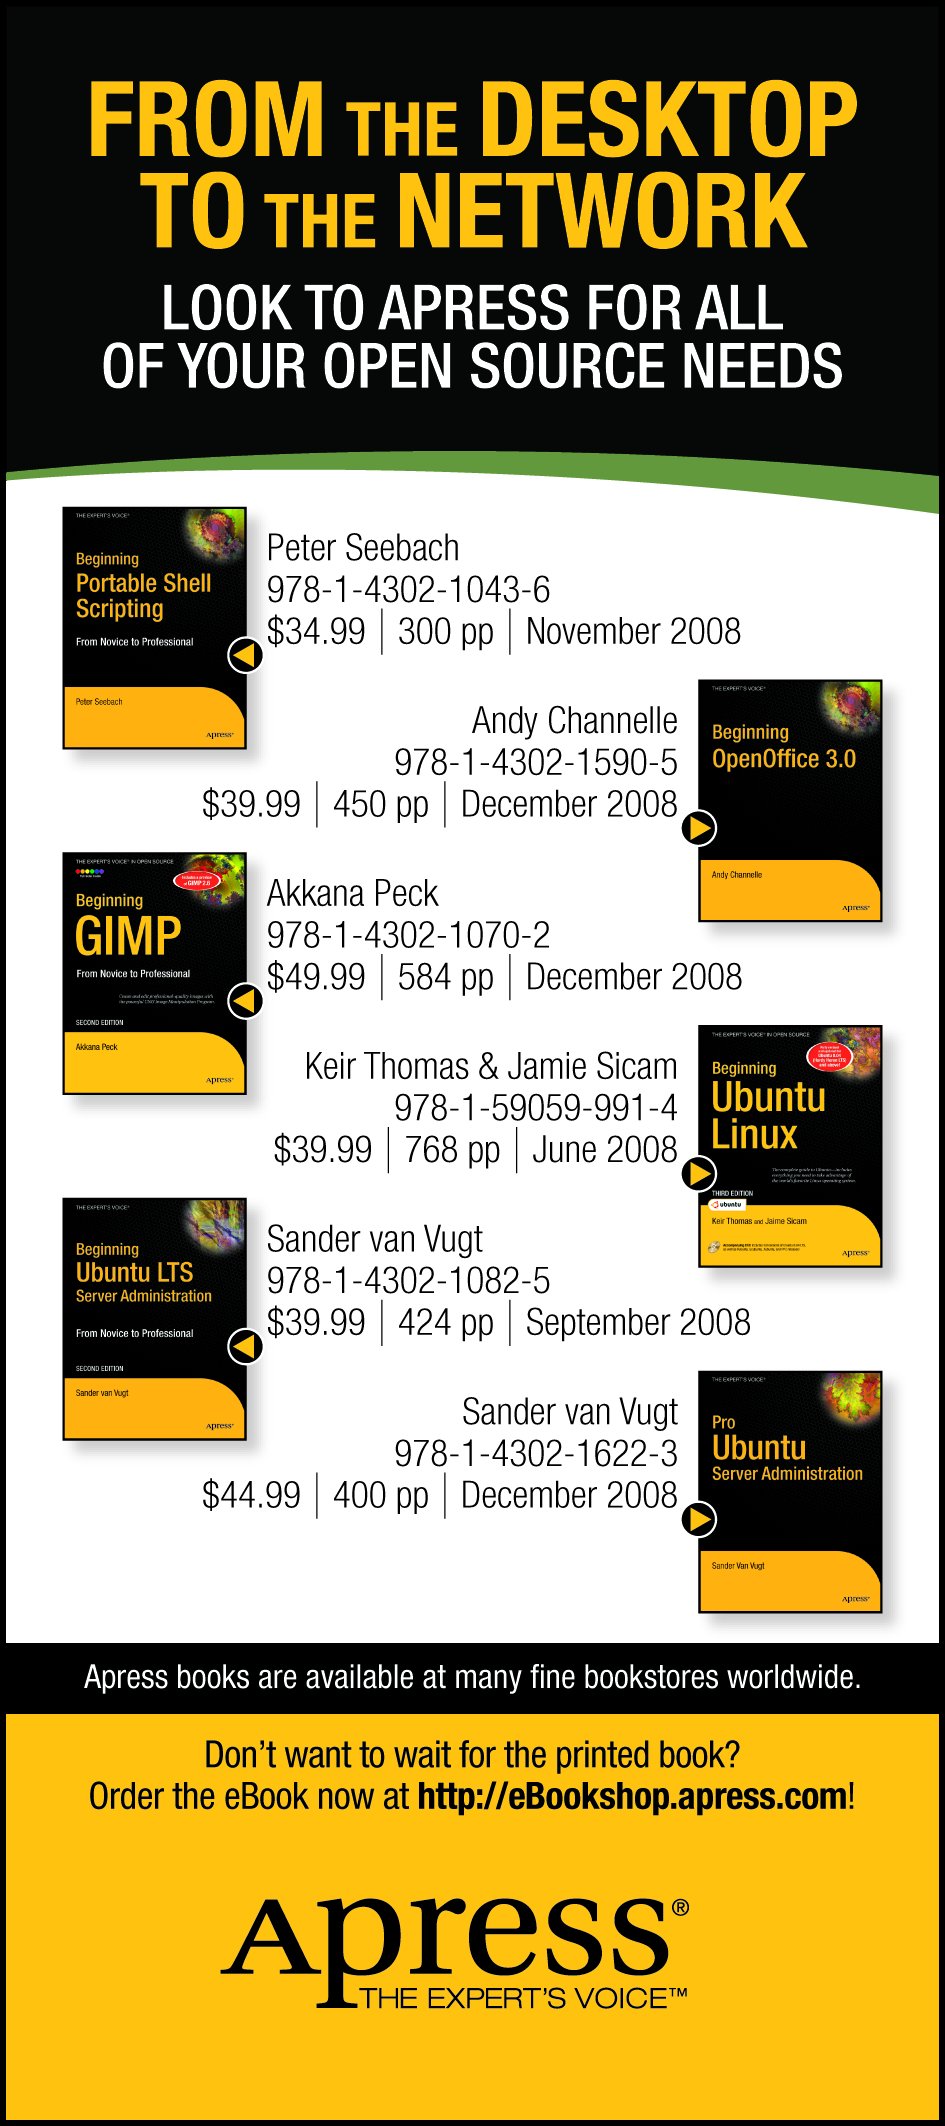 FROM THE DESKTOP
TO THE NETWORK
LOOK TO APRESS FOR ALL
OF YOUR OPEN SOURCE NEEDS
THE EXPERT'S VOICE®
Beginning
Portable Shell
Scripting
From Novice to Professional
Peter Seebach
Apress®
Peter Seebach
978-1-4302-1043-6
$34.99 | 300 pp | November 2008
Andy Channelle
978-1-4302-1590-5
$39.99 | 450 pp | December 2008
THE EXPERT'S VOICE®
Beginning
OpenOffice 3.0
Andy Channelle
Apress®
THE EXPERT'S VOICE® IN OPEN SOURCE
Beginning
GIMP
From Novice to Professional
SECOND EDITION
Akkana Peck
Apress®
Akkana Peck
978-1-4302-1070-2
$49.99 | 584 pp | December 2008
Keir Thomas & Jamie Sicam
978-1-59059-991-4
$39.99 | 768 pp | June 2008
THE EXPERT'S VOICE® IN OPEN SOURCE
Beginning
Ubuntu
Linux
THIRD EDITION
ubuntu
Keir Thomas and Jaime Sicam
Apress®
THE EXPERT'S VOICE®
Beginning
Ubuntu LTS
Server Administration
From Novice to Professional
SECOND EDITION
Sander van Vugt
Apress®
Sander van Vugt
978-1-4302-1082-5
$39.99 | 424 pp | September 2008
Sander van Vugt
978-1-4302-1622-3
$44.99 | 400 pp | December 2008
THE EXPERT'S VOICE®
Pro
Ubuntu
Server Administration
Sander Van Vugt
Apress®
Apress books are available at many fine bookstores worldwide.
Don't want to wait for the printed book?
Order the eBook now at http://eBookshop.apress.com!
Apress®
THE EXPERT'S VOICE™